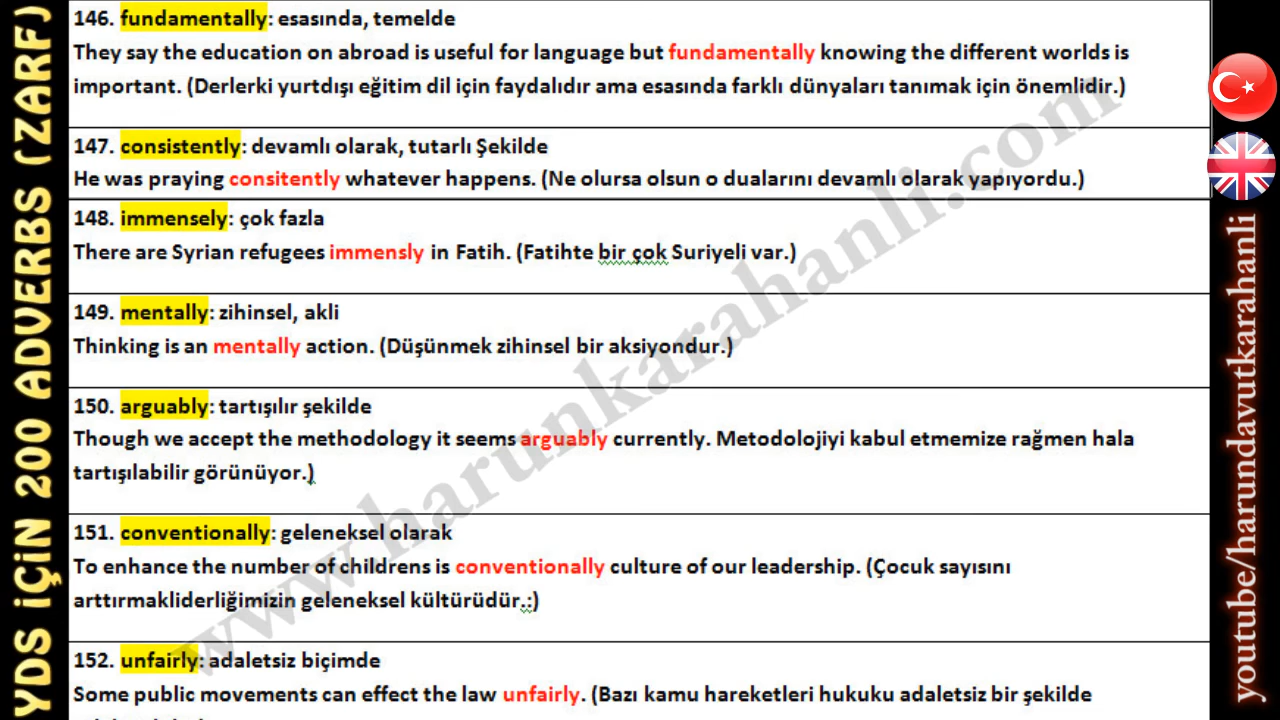 YDS İÇİN 200 ADVERBS (ZARF)
146. fundamentally: esasında, temelde
They say the education on abroad is useful for language but fundamentally knowing the different worlds is
important. (Derlerki yurtdışı eğitim dil için faydalıdır ama esasında farklı dünyaları tanımak için önemlidir.)
147. consistently: devamlı olarak, tutarlı Şekilde
He was praying consitently whatever happens. (Ne olursa olsun o dualarını devamlı olarak yapıyordu.)
148. immensely: çok fazla
There are Syrian refugees immensly in Fatih. (Fatihte bir çok Suriyeli var.)
149. mentally: zihinsel, akli
Thinking is an mentally action. (Düşünmek zihinsel bir aksiyondur.)
150. arguably: tartışılır şekilde
Though we accept the methodology it seems arguably currently. Metodolojiyi kabul etmemize rağmen hala
tartışılabilir görünüyor.)
151. conventionally: geleneksel olarak
To enhance the number of childrens is conventionally culture of our leadership. (Çocuk sayısını
arttırmakliderliğimizin geleneksel kültürüdür.:)
152. unfairly: adaletsiz biçimde
Some public movements can effect the law unfairly. (Bazı kamu hareketleri hukuku adaletsiz bir şekilde
www.harunkarahanli.com
youtube/harundavutkarahanli